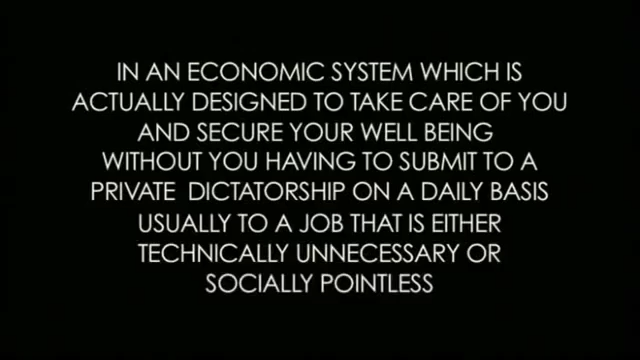 IN AN ECONOMIC SYSTEM WHICH IS
ACTUALLY DESIGNED TO TAKE CARE OF YOU
AND SECURE YOUR WELL BEING
WITHOUT YOU HAVING TO SUBMIT TO A
PRIVATE DICTATORSHIP ON A DAILY BASIS
USUALLY TO A JOB THAT IS EITHER
TECHNICALLY UNNECESSARY OR
SOCIALLY POINTLESS